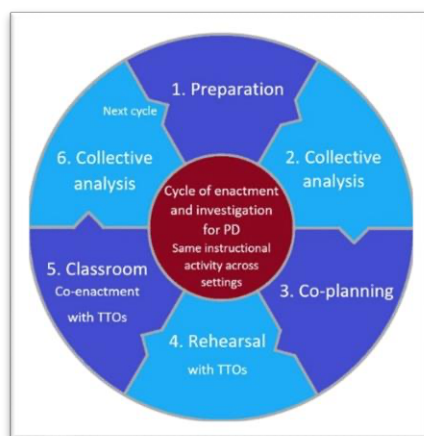 1. Preparation
2. Collective
analysis
3. Co-planning
4. Rehearsal
with TTOs
5. Classroom
Co-enactment
with TTOs
6. Collective
analysis
Next cycle
Cycle of enactment
and investigation
for PD
Same instructional
activity across
settings